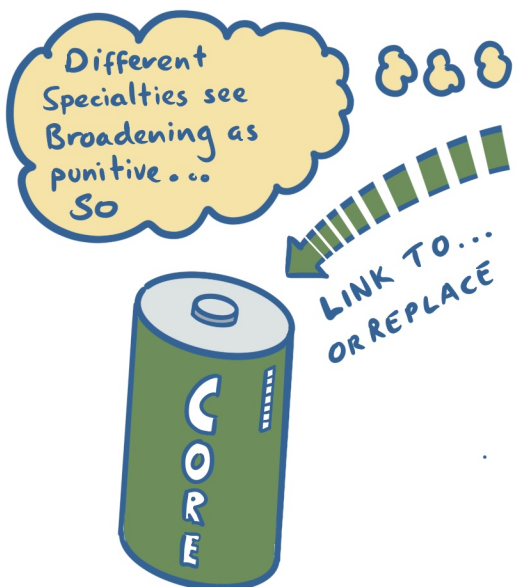 Different
Specialties see
Broadening as
punitive...
SO
LINK TO...
OR REPLACE
CORE